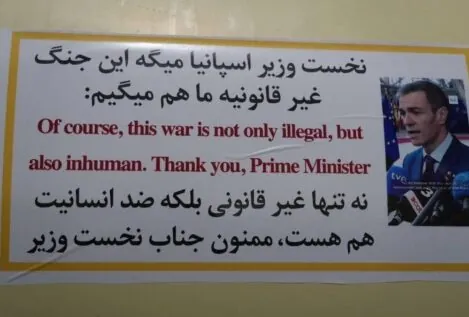 نخست وزیر اسپانیا میگه این جنگ
غیر قانونیه ما هم میگیم:
Of course, this war is not only illegal, but
also inhuman. Thank you, Prime Minister
نه تنها غیر قانونی بلکه ضد انسانیت
هم هست، ممنون جناب نخست وزیر
tve